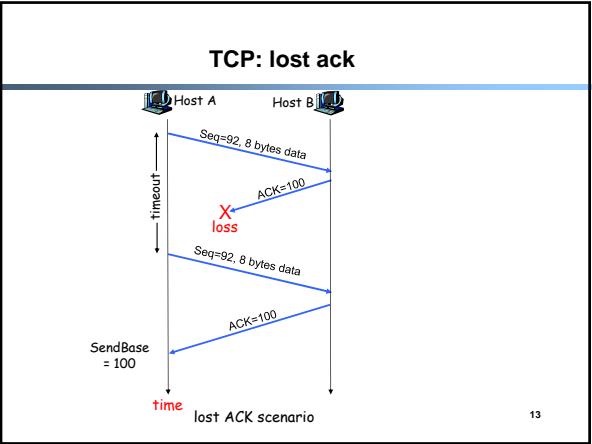 TCP: lost ack
Host A
Host B
Seq=92, 8 bytes data
timeout
ACK=100
X
loss
Seq=92, 8 bytes data
ACK=100
SendBase
= 100
time
lost ACK scenario
13